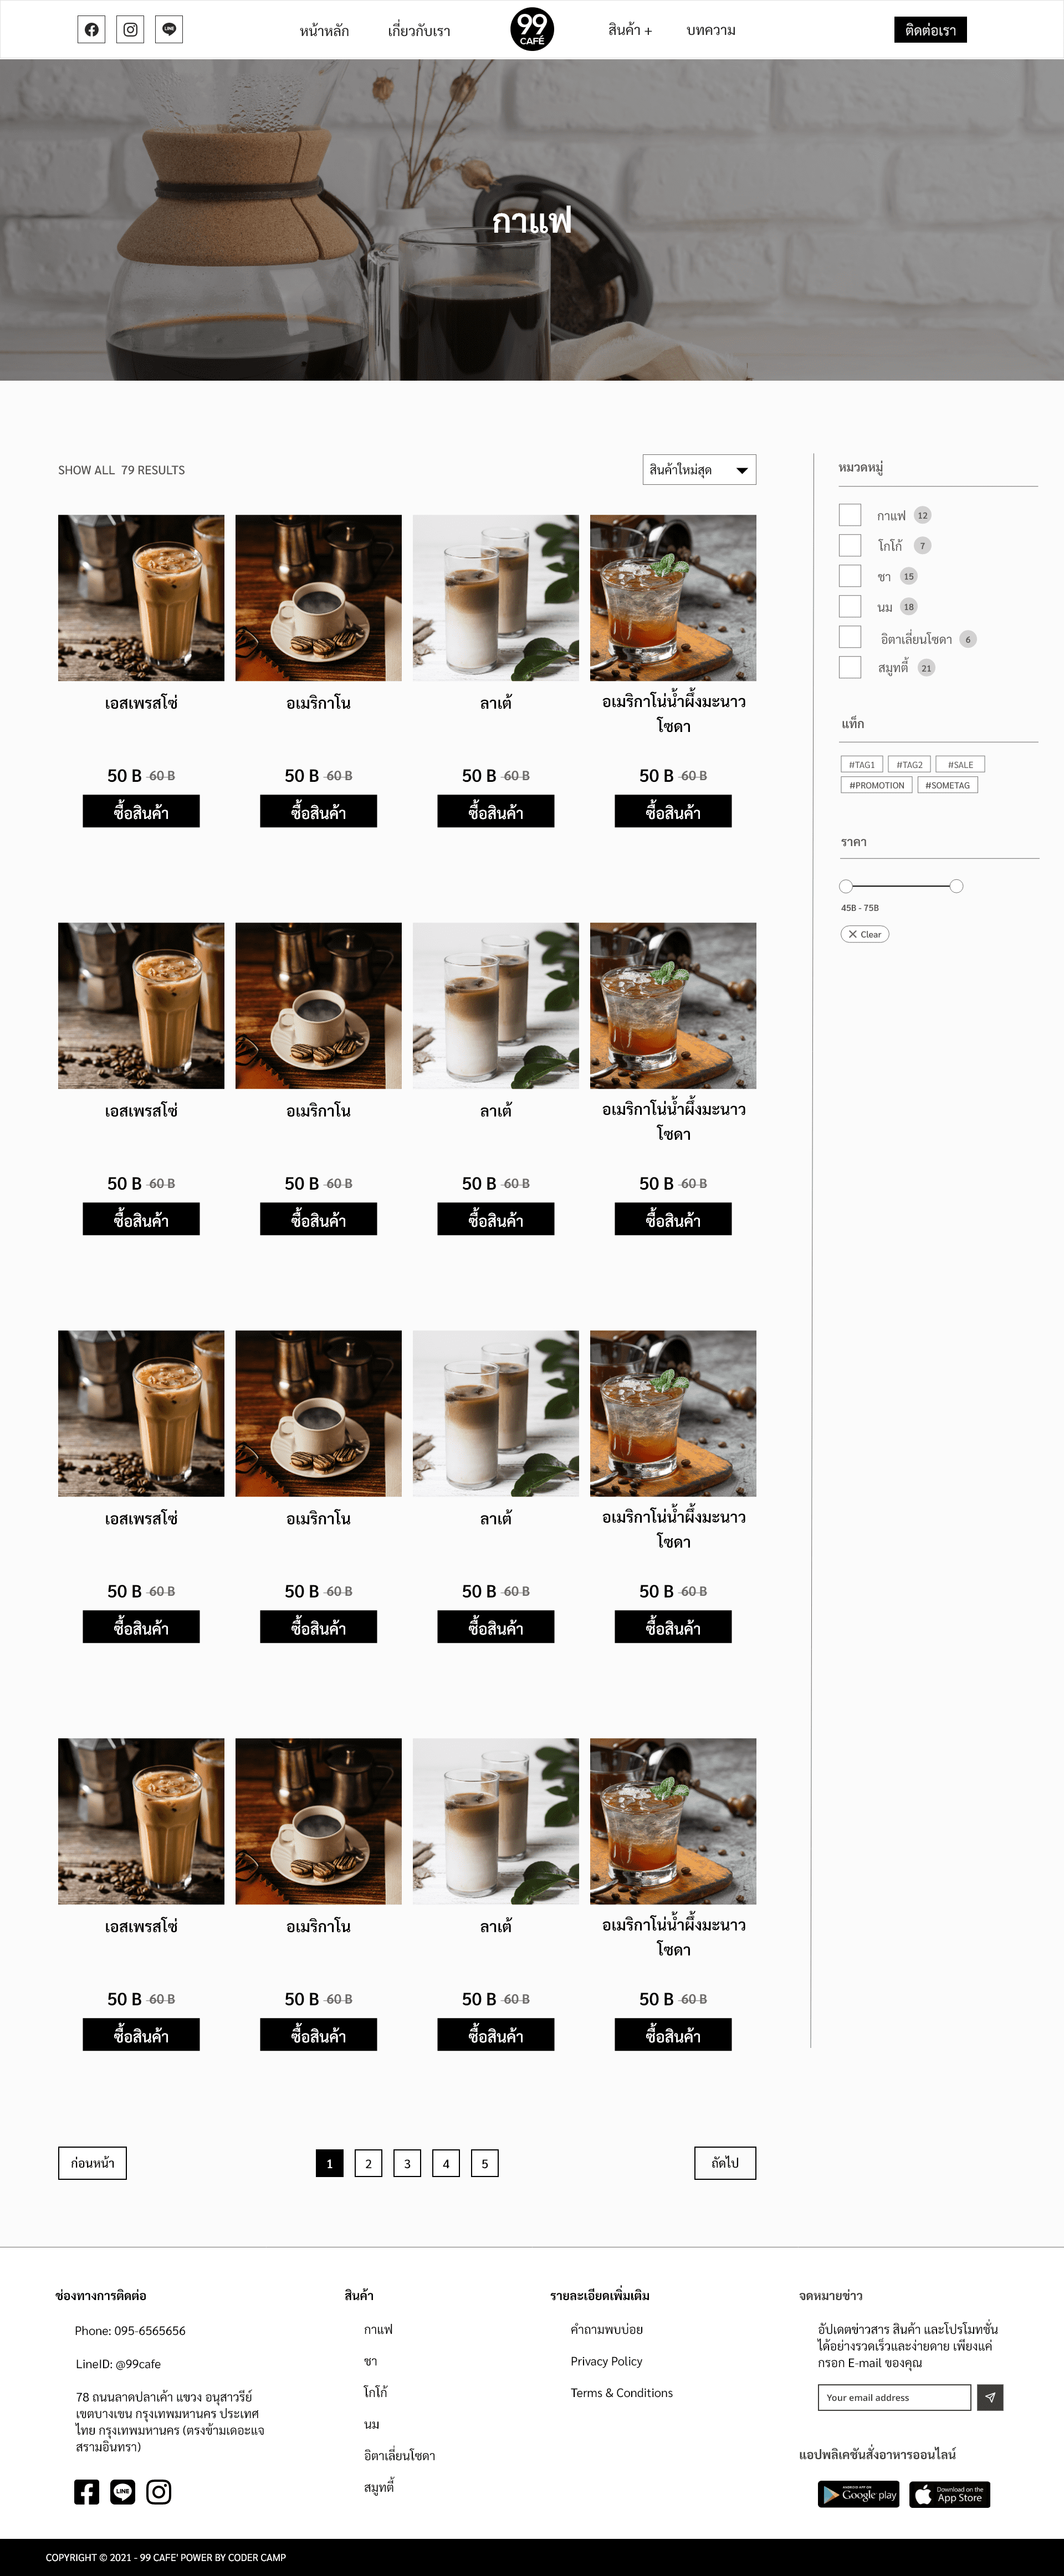 หน้าหลัก
เกี่ยวกับเรา
99
CAFÉ
สินค้า +
บทความ
ติดต่อเรา
กาแฟ
SHOW ALL 79 RESULTS
สินค้าใหม่สุด
เอสเพรสโซ่
อเมริกาโน
ลาเต้
อเมริกาโน่น้ำผึ้งมะนาว
โซดา
50 B 60 B
50 B 60 B
50 B 60 B
50 B 60 B
ซื้อสินค้า
ซื้อสินค้า
ซื้อสินค้า
ซื้อสินค้า
เอสเพรสโซ่
อเมริกาโน
ลาเต้
อเมริกาโน่น้ำผึ้งมะนาว
โซดา
50 B 60 B
50 B 60 B
50 B 60 B
50 B 60 B
ซื้อสินค้า
ซื้อสินค้า
ซื้อสินค้า
ซื้อสินค้า
เอสเพรสโซ่
อเมริกาโน
ลาเต้
อเมริกาโน่น้ำผึ้งมะนาว
โซดา
50 B 60 B
50 B 60 B
50 B 60 B
50 B 60 B
ซื้อสินค้า
ซื้อสินค้า
ซื้อสินค้า
ซื้อสินค้า
เอสเพรสโซ่
อเมริกาโน
ลาเต้
อเมริกาโน่น้ำผึ้งมะนาว
โซดา
50 B 60 B
50 B 60 B
50 B 60 B
50 B 60 B
ซื้อสินค้า
ซื้อสินค้า
ซื้อสินค้า
ซื้อสินค้า
หมวดหมู่
กาแฟ 12
โกโก้ 7
ชา 15
นม 18
อิตาเลี่ยนโซดา 6
สมูทตี้ 21
แท็ก
#TAG1 #TAG2 #SALE
#PROMOTION #SOMETAG
ราคา
45B - 75B
Clear
ก่อนหน้า
1 2 3 4 5
ถัดไป
ช่องทางการติดต่อ
Phone: 095-6565656
LineID: @99cafe
78 ถนนลาดปลาเค้า แขวง อนุสาวรีย์
เขตบางเขน กรุงเทพมหานคร ประเทศ
ไทย กรุงเทพมหานคร (ตรงข้ามเดอะแจ
สรามอินทรา)
LINE
สินค้า
กาแฟ
ชา
โกโก้
นม
อิตาเลี่ยนโซดา
สมูทตี้
รายละเอียดเพิ่มเติม
คำถามพบบ่อย
Privacy Policy
Terms & Conditions
จดหมายข่าว
อัปเดตข่าวสาร สินค้า และโปรโมทชั่น
ได้อย่างรวดเร็วและง่ายดาย เพียงแค่
กรอก E-mail ของคุณ
Your email address
แอปพลิเคชันสั่งอาหารออนไลน์
ANDROID APP ON
Google play
Download on the
App Store
COPYRIGHT © 2021 - 99 CAFE' POWER BY CODER CAMP